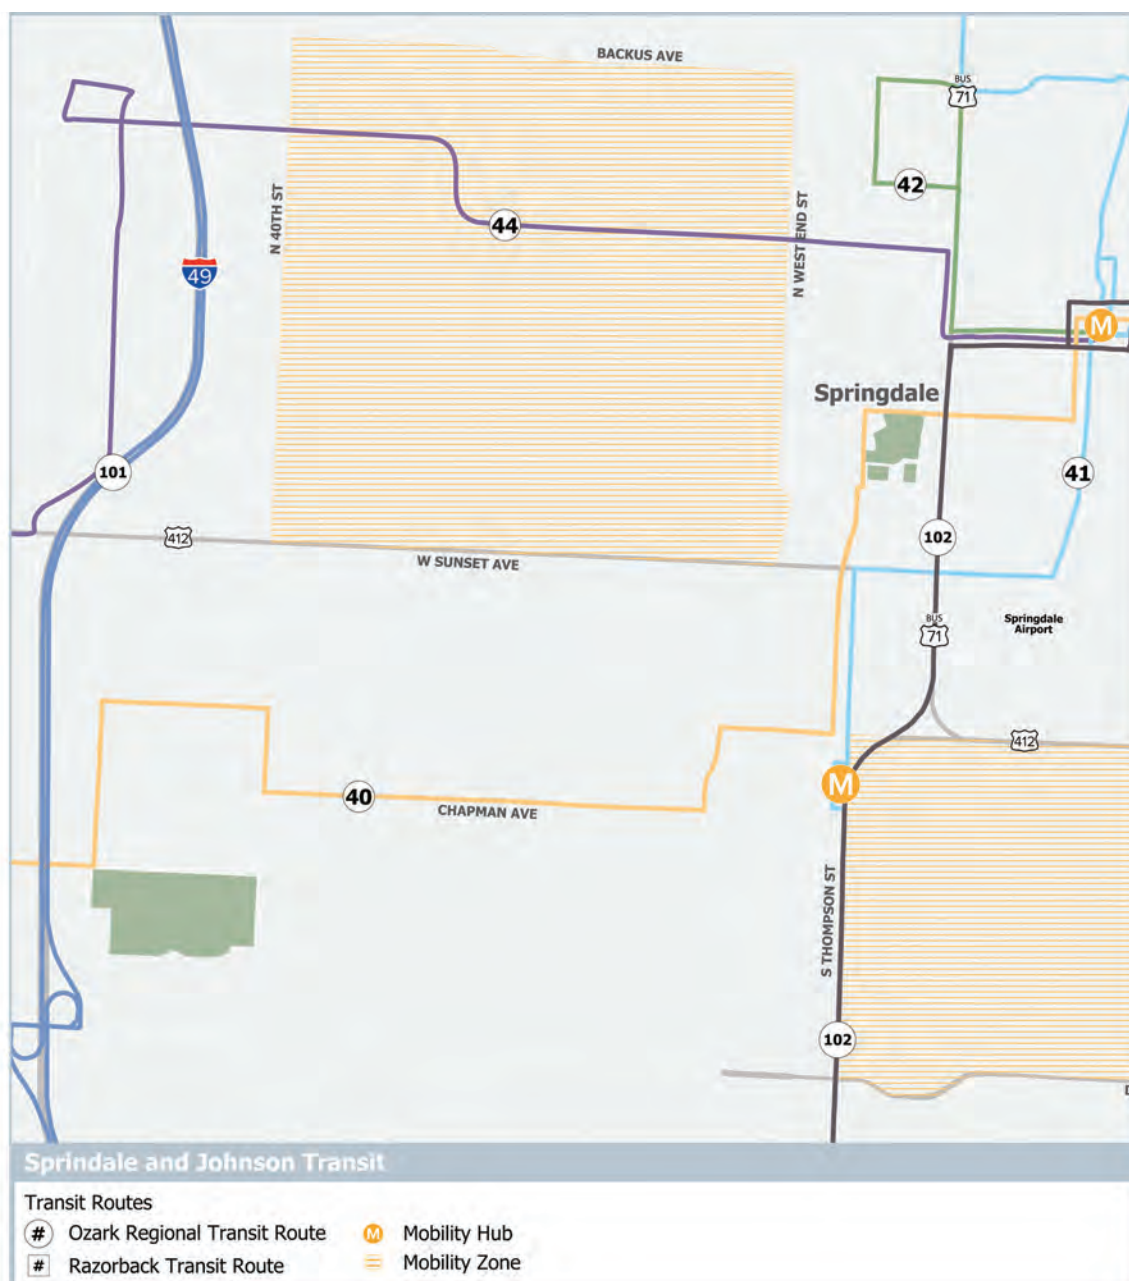 BACKUS AVE
BUS
71
42
N 40TH ST
44
N WEST END ST
49
M
Springdale
101
41
412
102
W SUNSET AVE
BUS
71
Springdale
Airport
412
M
40
CHAPMAN AVE
S THOMPSON ST
102
Sprindale and Johnson Transit
Transit Routes
# Ozark Regional Transit Route
M Mobility Hub
# Razorback Transit Route
Mobility Zone